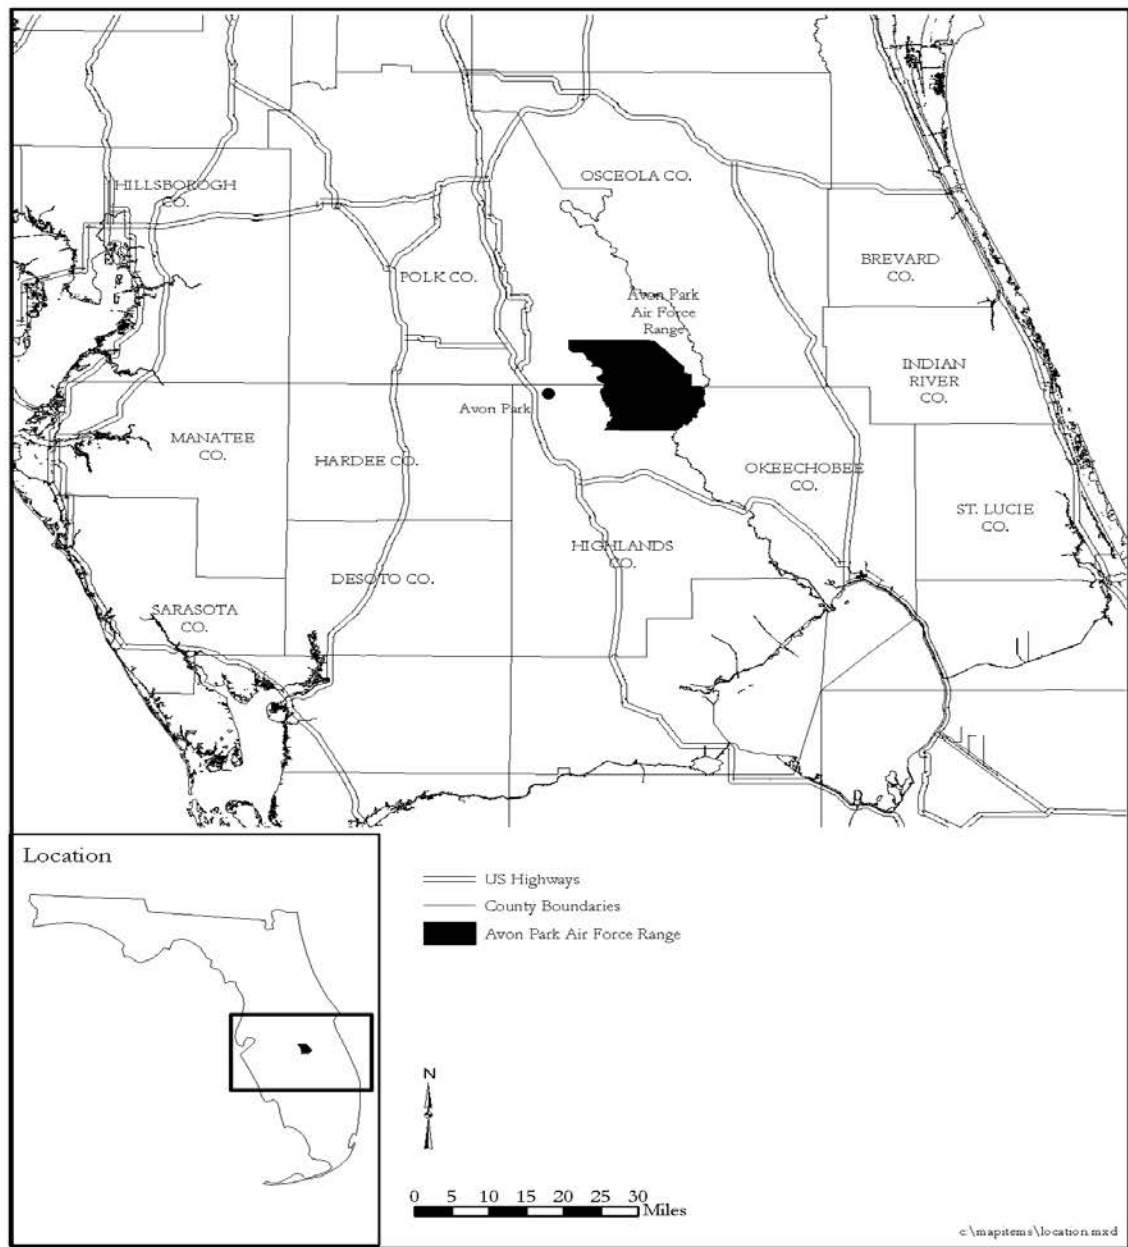 HILLSBOROGH
CO.
OSCEOLA CO.
POLK CO.
BREVARD
CO.
Avon Park
Air Force
Range
INDIAN
RIVER
CO.
Avon Park
MANATEE
CO.
HARDEE CO.
OKEECHOBEE
CO.
ST. LUCIE
CO.
HIGHLANDS
CO.
DESOTO CO.
SARASOTA
CO.
Location
US Highways
County Boundaries
Avon Park Air Force Range
N
0 5 10 15 20 25 30
Miles
c:\mapitems\location.mxd